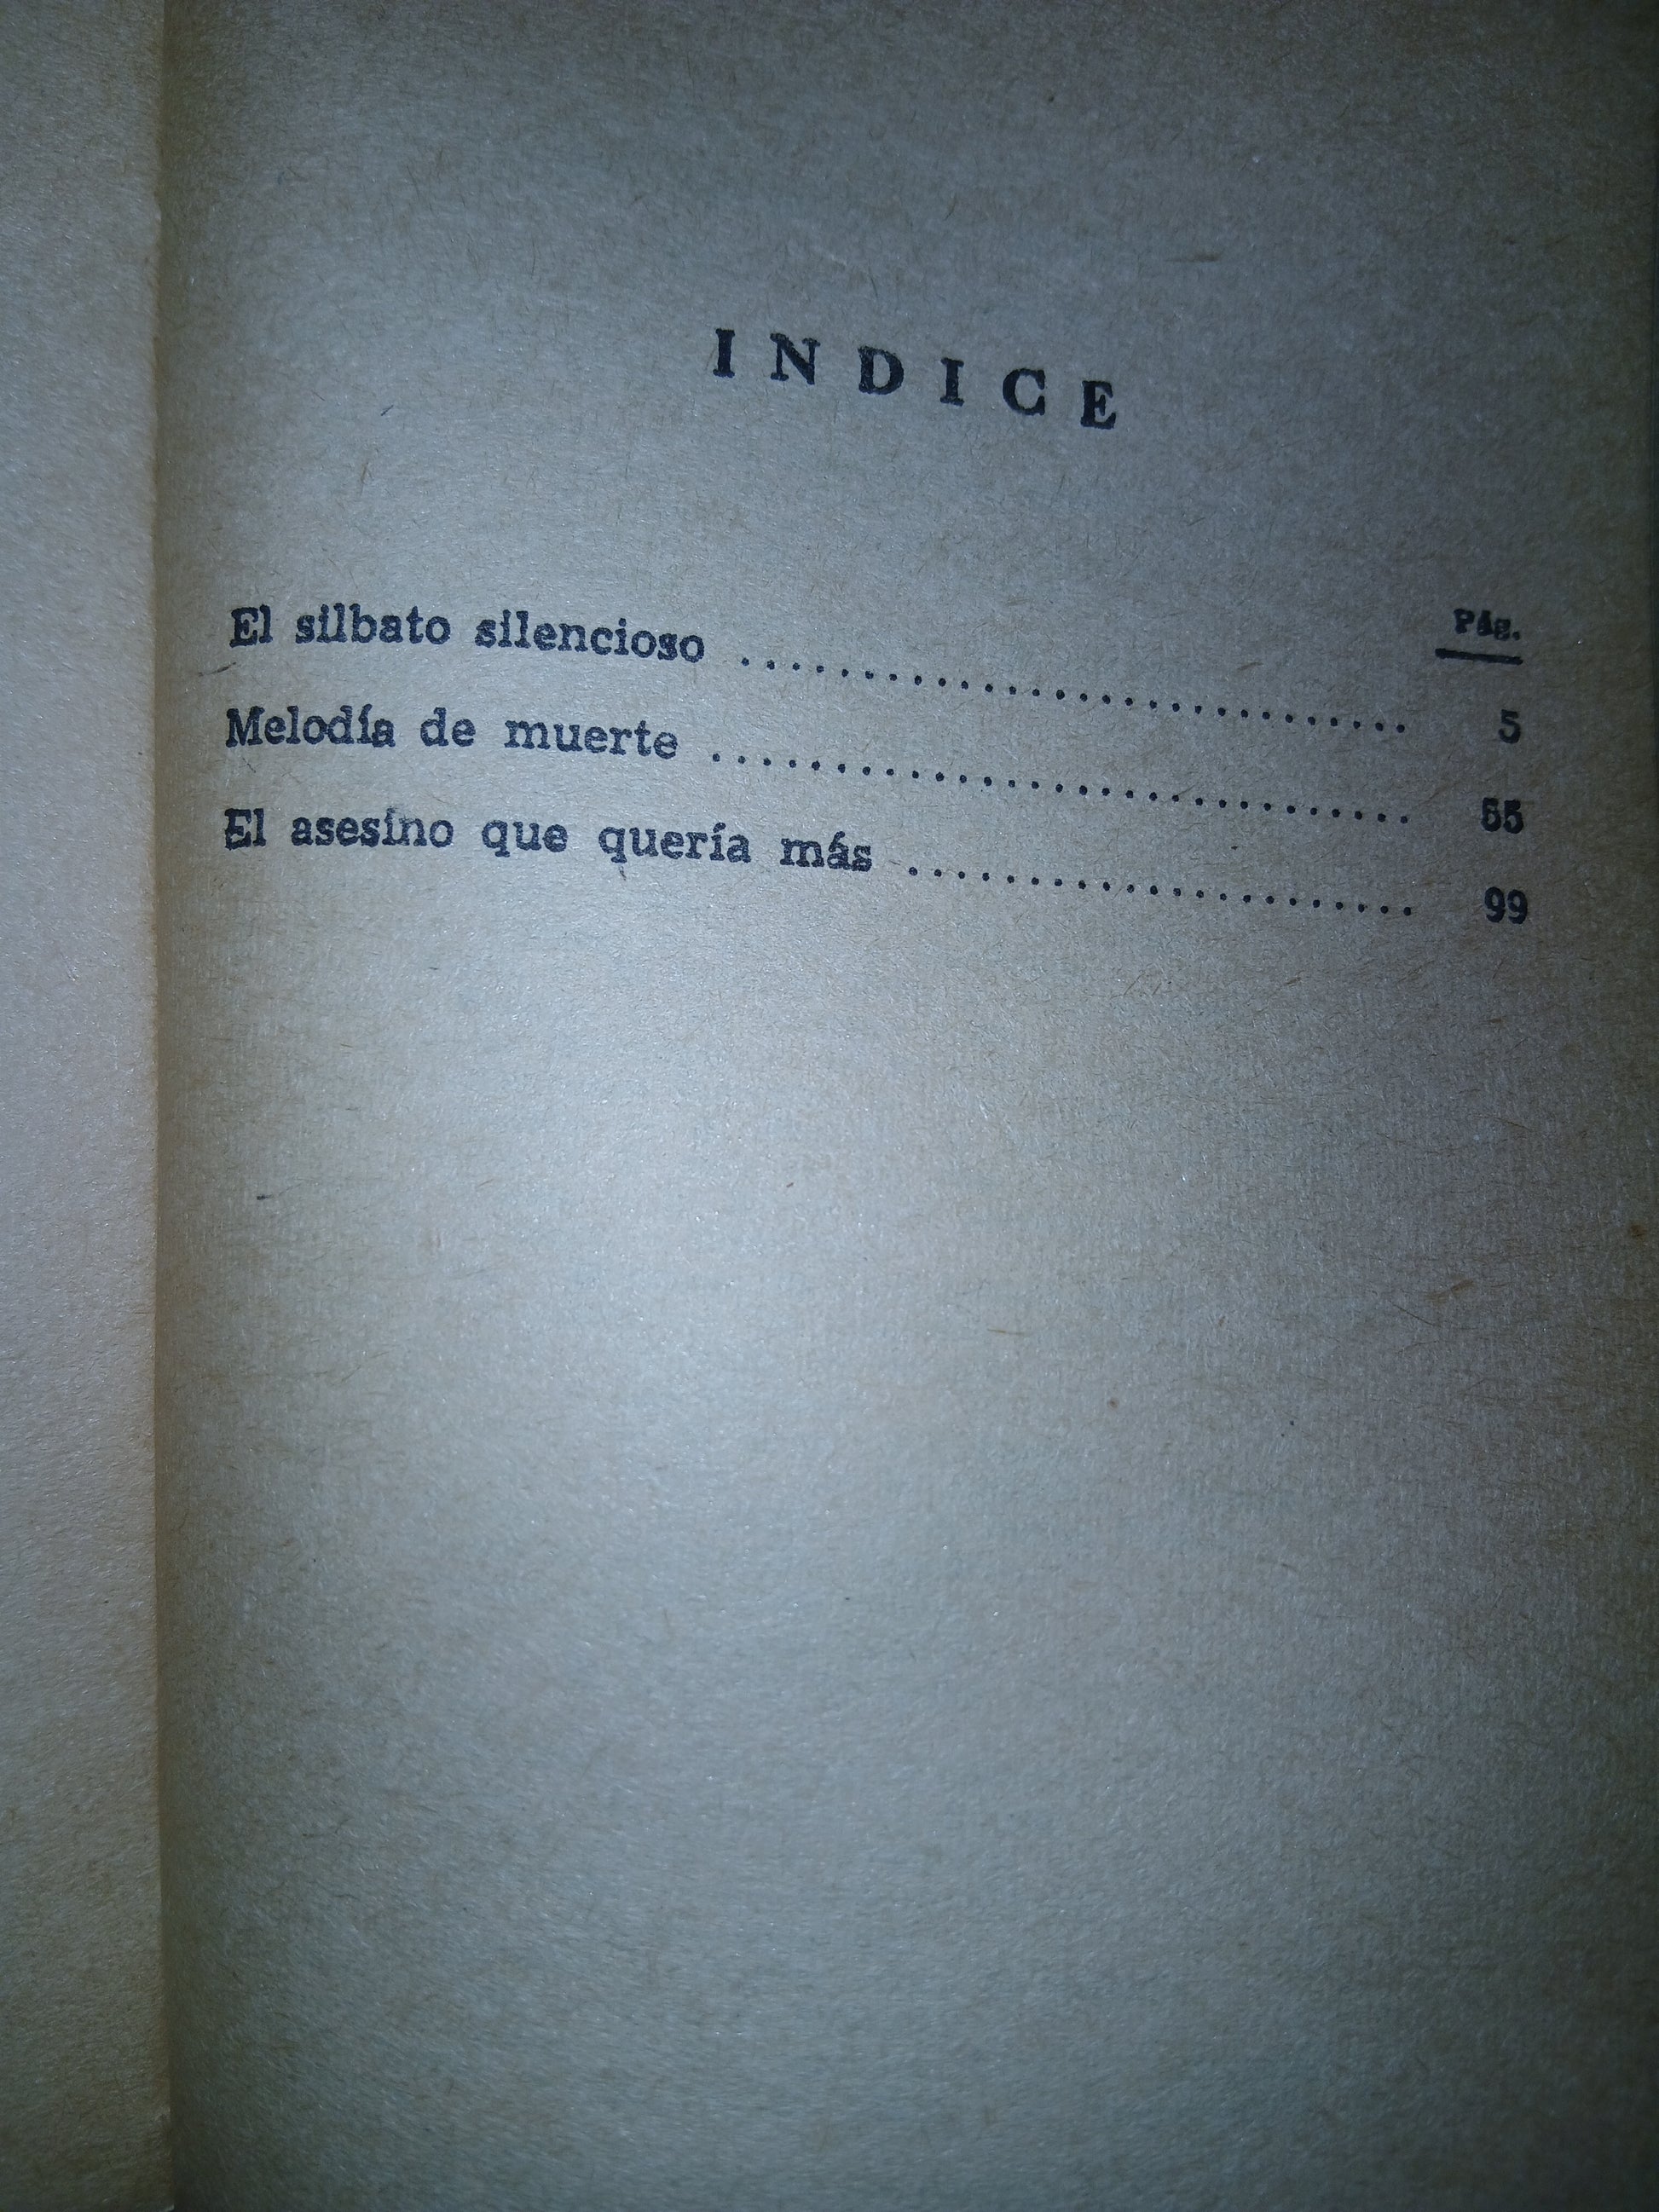 INDICE
Pág.
El silbato silencioso .............................. 5
Melodía de muerte .............................. 55
El asesino que quería más ...................... 99